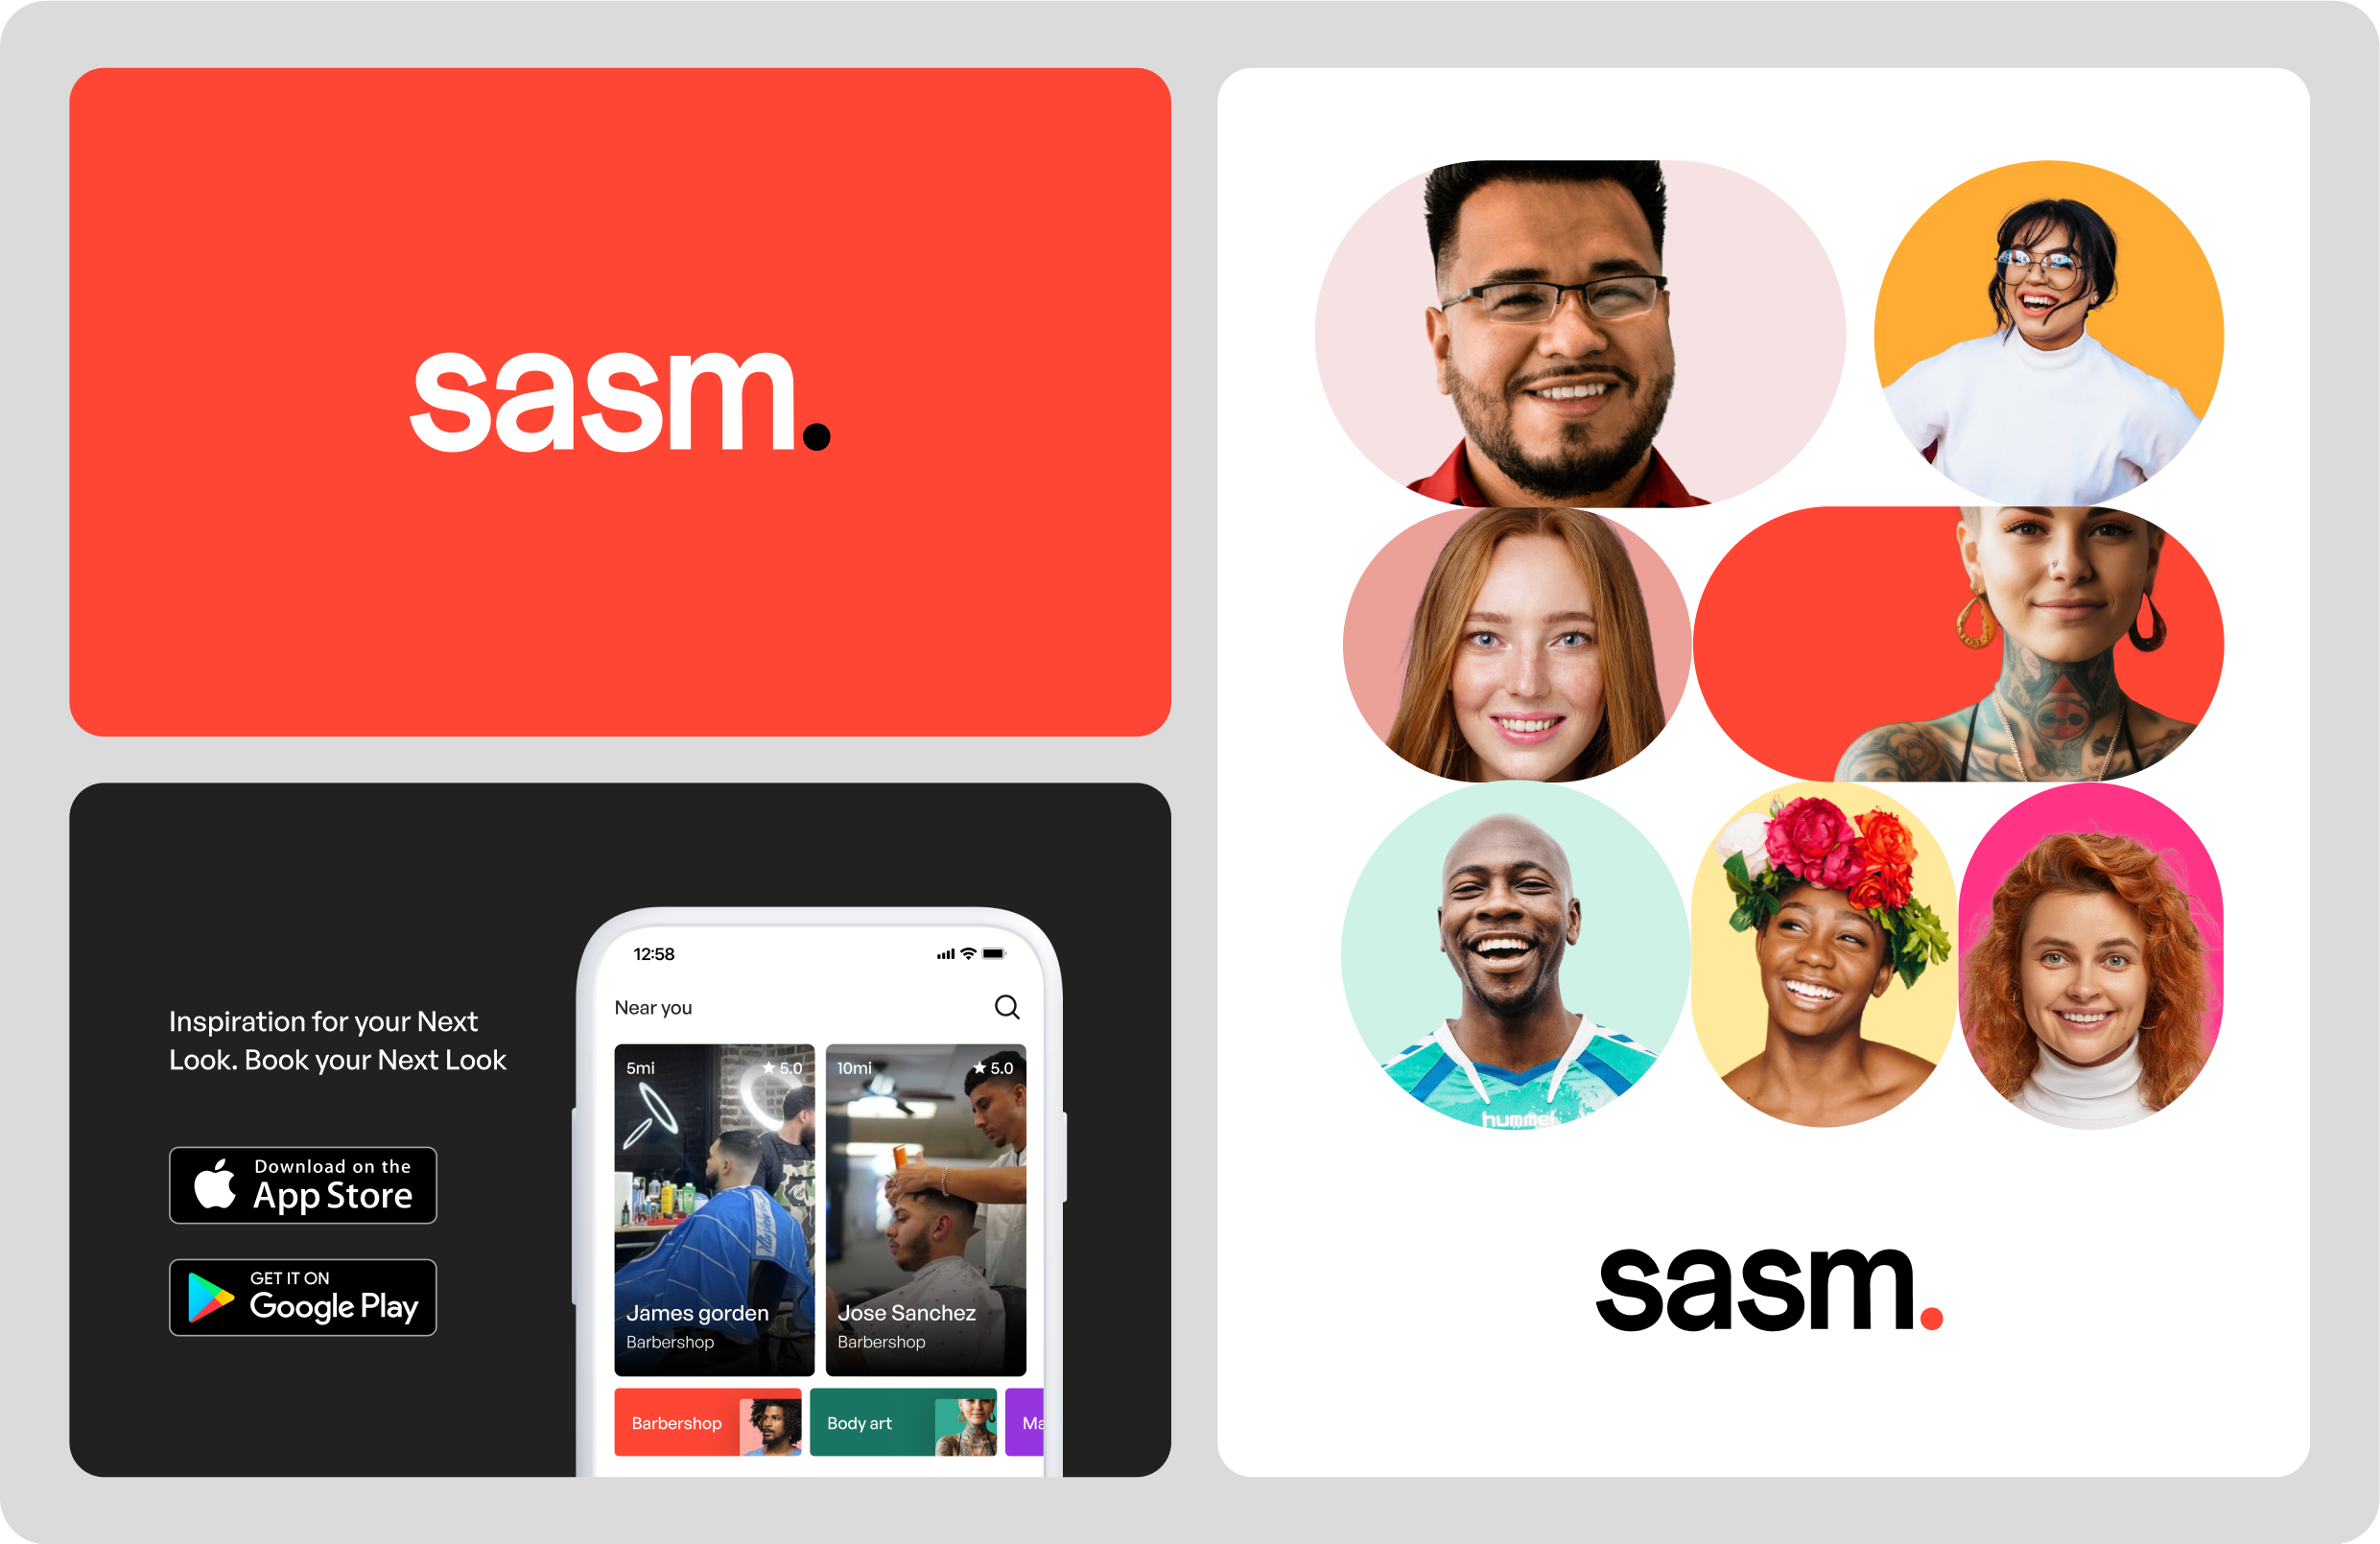 sasm.
Inspiration for your Next
Look. Book your Next Look
Download on the
App Store
GET IT ON
Google Play
12:58
Near you
5mi ★ 5.0
10mi ★ 5.0
James gorden
Barbershop
Jose Sanchez
Barbershop
Barbershop
Body art
Ma
hummel
sasm.